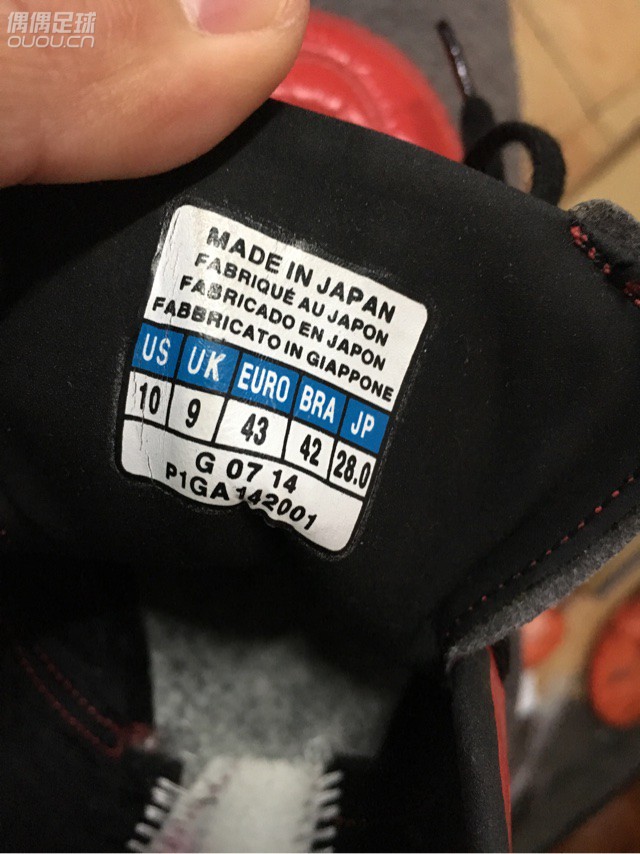 偶偶足球
OUOU.CN
MADE IN JAPAN
FABRIQUÉ AU JAPON
FABRICADO EN JAPON
FABBRICATO IN GIAPPONE
US UK EURO BRA JP
10 9 43 42 28.0
G 07 14
P1GA142001